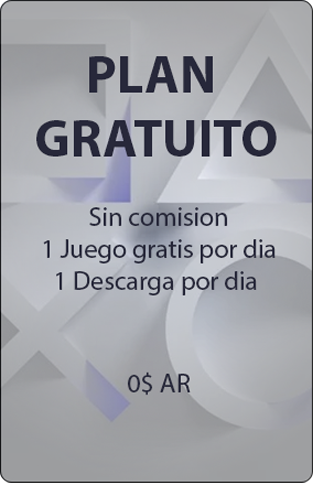 PLAN
GRATUITO
Sin comision
1 Juego gratis por dia
1 Descarga por dia
0$ AR